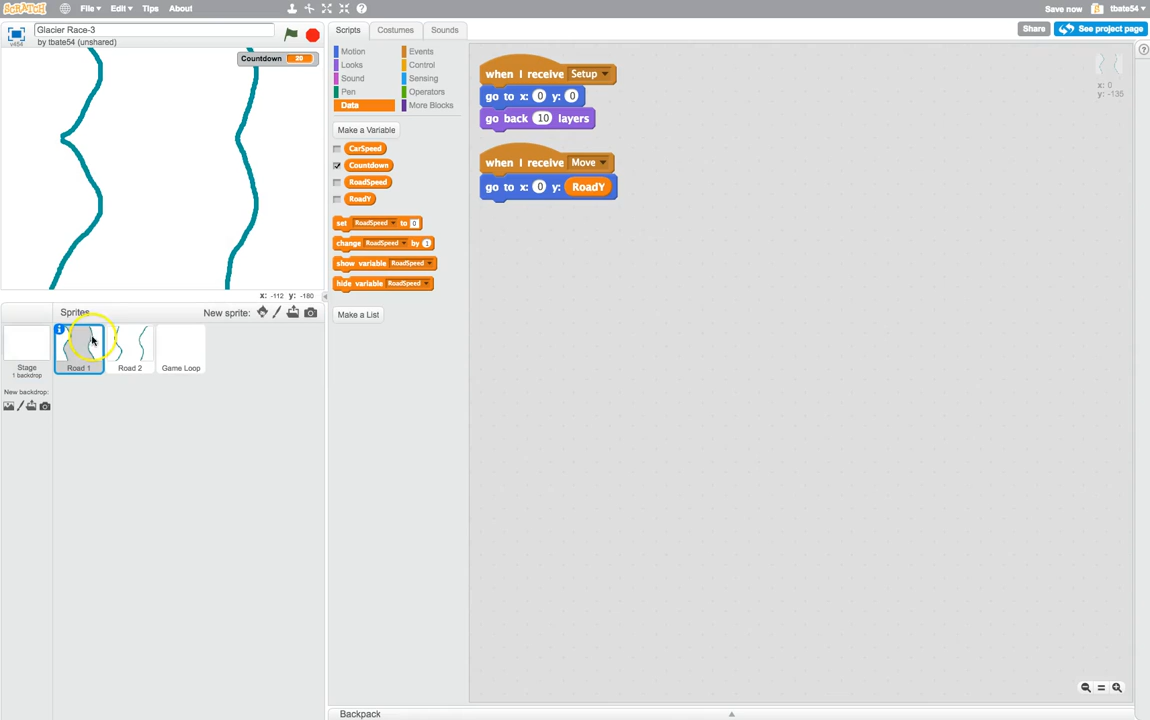 SCRATCH File Edit Tips About Save now tbate54
v454 Glacier Race-3
by tbate54 (unshared)
Scripts Costumes Sounds Share See project page
Countdown 20
Motion Events
Looks Control
Sound Sensing
Pen Operators
Data More Blocks
Make a Variable
CarSpeed
Countdown
RoadSpeed
RoadY
set RoadSpeed to 0
change RoadSpeed by 1
show variable RoadSpeed
hide variable RoadSpeed
Make a List
when I receive Setup
go to x: 0 y: 0
go back 10 layers
when I receive Move
go to x: 0 y: RoadY
x: 0
y: -135
x: -112 y: -180
Sprites New sprite:
Stage
1 backdrop
New backdrop:
Road 1 Road 2 Game Loop
Backpack